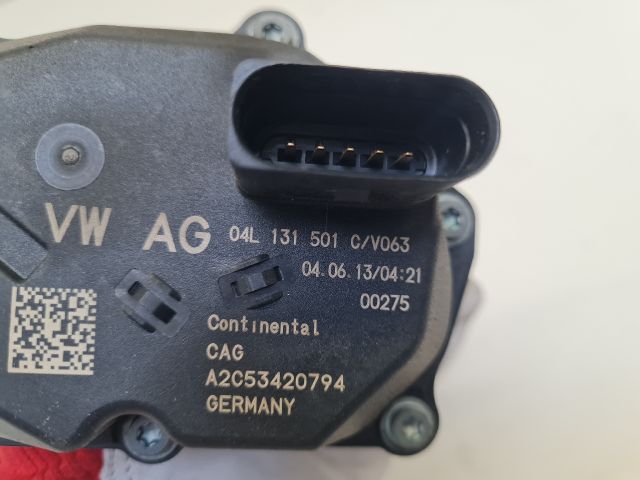 VW AG 04L 131 501 C/V063
04.06.13/04:21
00275
Continental
CAG
A2C53420794
GERMANY